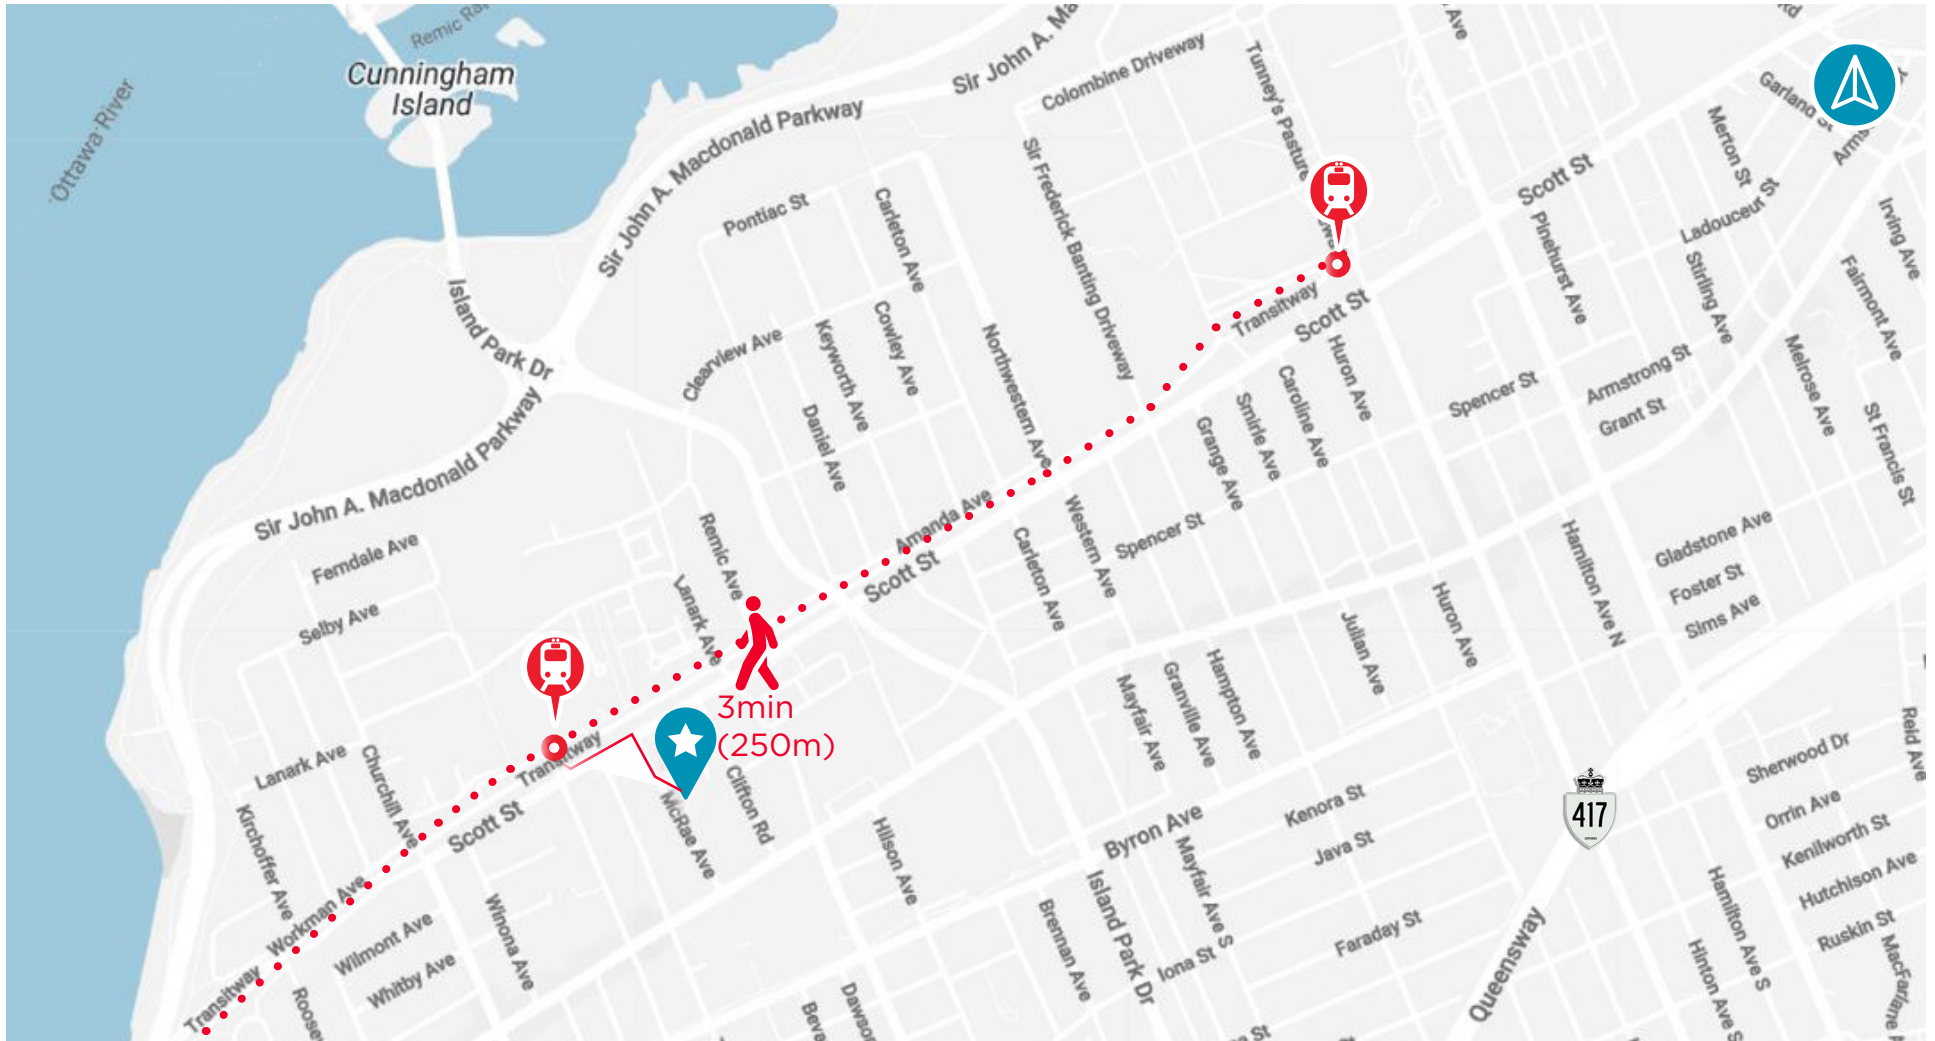 Remic Ra
Ave
Cunningham
Island
Sir John A. Ma
Colombine Driveway
Tunney's Pasture
Garland St
Ottawa River
Sir John A. Macdonald Parkway
Merton St
Arms
Sir Frederick Banting Driveway
Scott St
Pontiac St
Carleton Ave
Ladouceur St
Irving Ave
Pinehurst Ave
Stirling Ave
Fairmont Ave
Island Park Dr
Transitway
Scott St
Clearview Ave
Keyworth Ave
Cowley Ave
Northwestern Ave
Huron Ave
Melrose Ave
Armstrong St
Spencer St
Grant St
Caroline Ave
Smirle Ave
Grange Ave
St Francis St
Daniel Ave
Sir John A. Macdonald Parkway
Amanda Ave
Western Ave
Spencer St
Carleton Ave
Scott St
Remic Ave
Ferndale Ave
Selby Ave
Lanark Ave
Hamilton Ave N
Gladstone Ave
Foster St
Sims Ave
Huron Ave
Julian Ave
Hampton Ave
Granville Ave
Mayfair Ave
3min
(250m)
Lanark Ave
Churchill Ave
Transitway
Scott St
Kirchoffer Ave
Clifton Rd
McRae Ave
Hilson Ave
Byron Ave
Kenora St
Java St
417
Sherwood Dr
Reid Ave
Orrin Ave
Kenilworth St
Hutchison Ave
Ruskin St
MacFarlane A
Mayfair Ave S
Island Park Dr
Brennan Ave
Iona St
Faraday St
Queensway
Hamilton Ave S
Hinton Ave S
Workman Ave
Wilmont Ave
Whitby Ave
Winona Ave
Transitway
Roosev
Beva
Dawson
a St